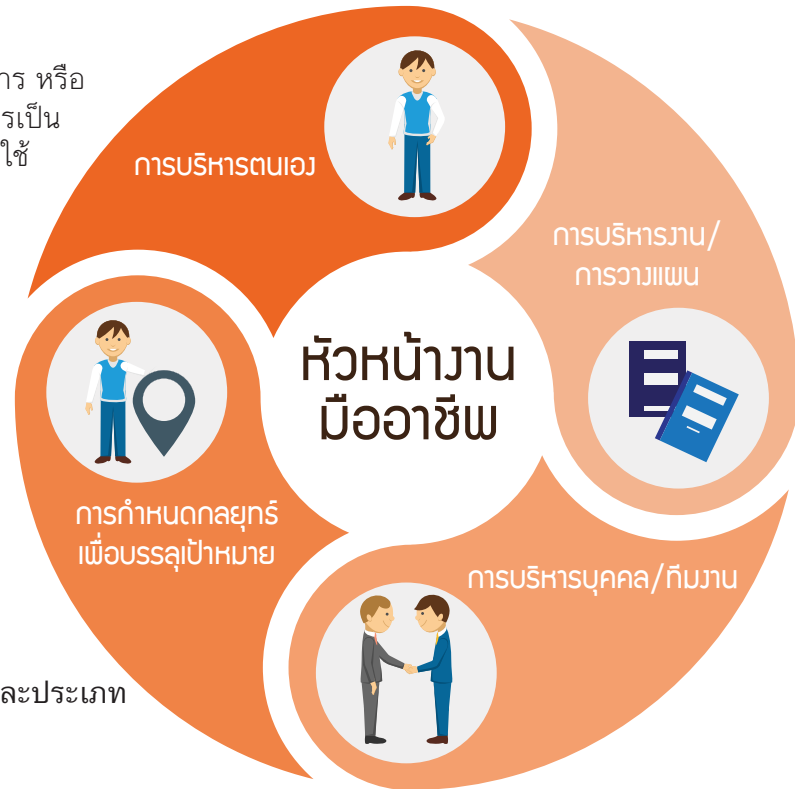 าร หรือ
รเป็น
ใช้
การบริหารตนเอง
การบริหารงาน/
การวางแผน
หัวหน้างาน
มืออาชีพ
การกำหนดกลยุทธ์
เพื่อบรรลุเป้าหมาย
การบริหารบุคคล/ทีมงาน
ละประเภท